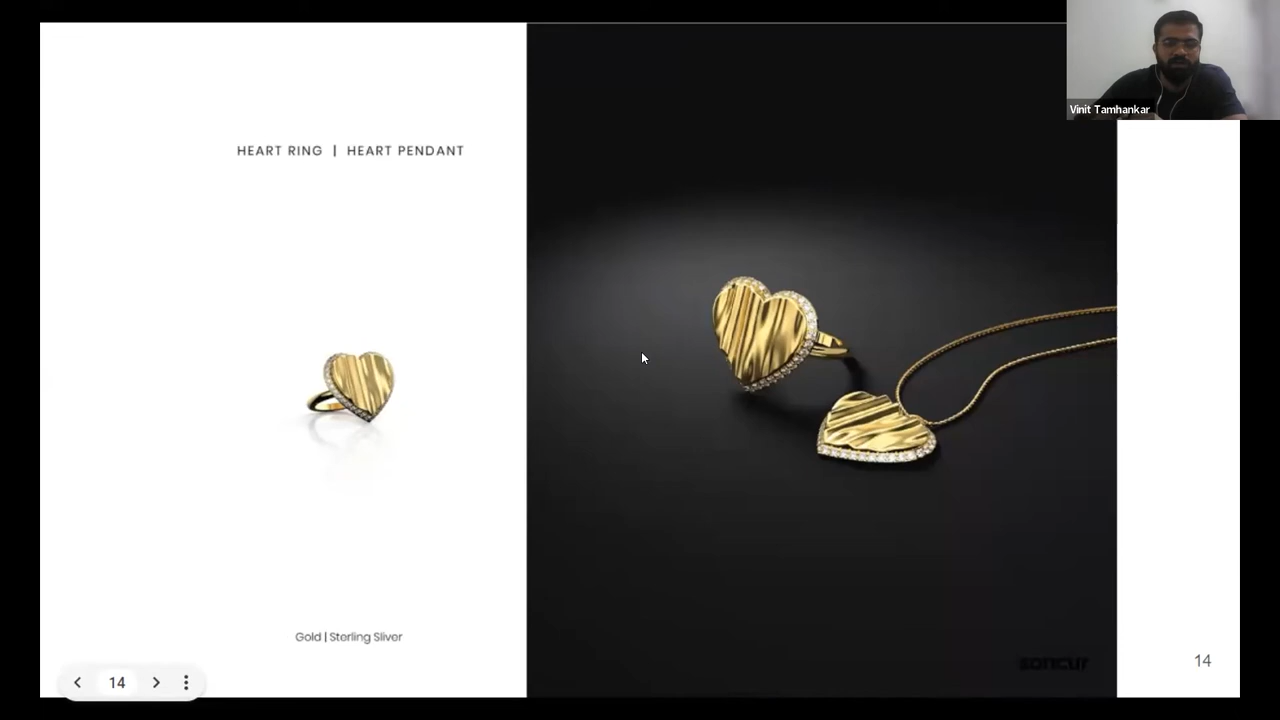 Vinit Tamhankar
HEART RING | HEART PENDANT
Gold | Sterling Sliver
14
14